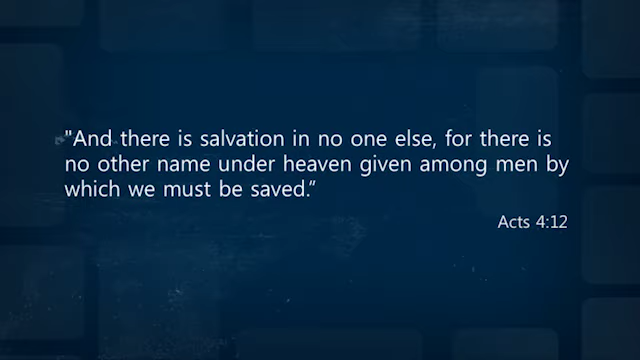 "And there is salvation in no one else, for there is
no other name under heaven given among men by
which we must be saved.”
Acts 4:12